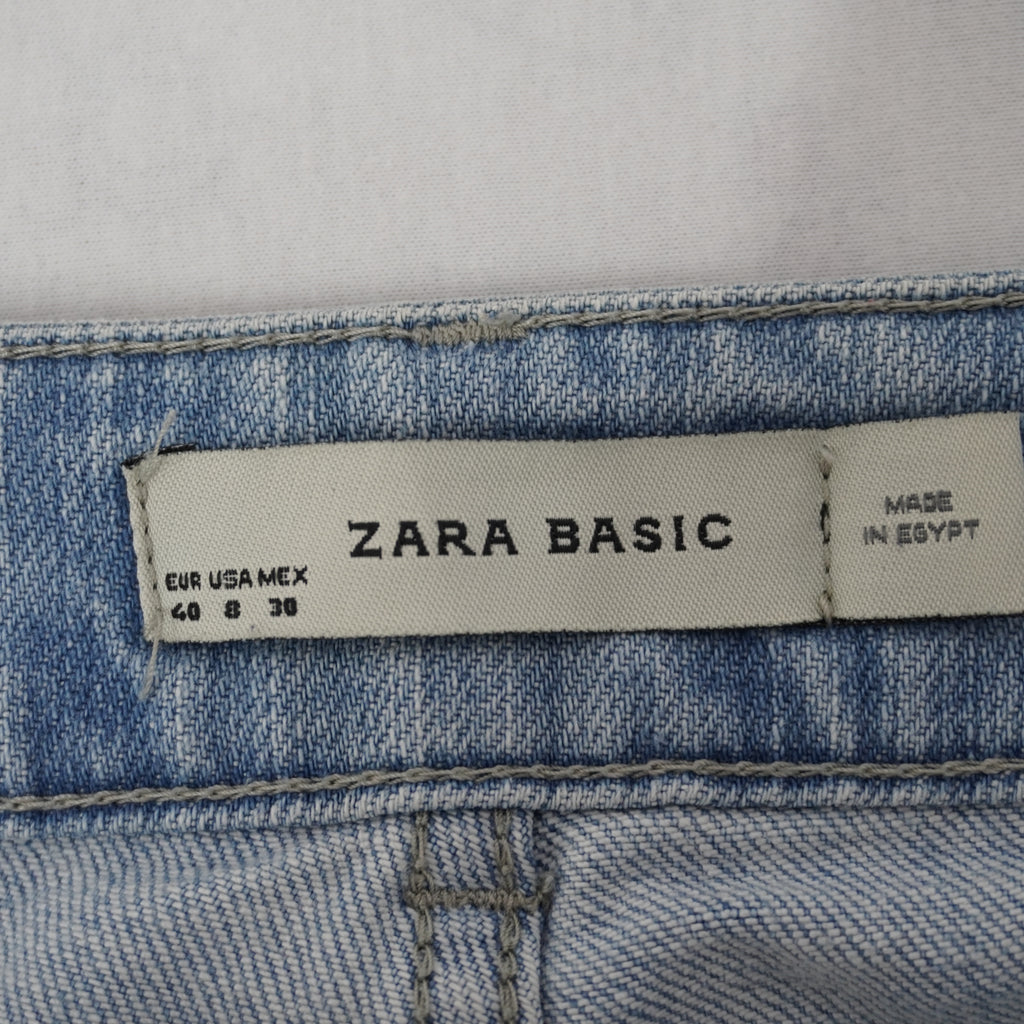 ZARA BASIC
EUR USA MEX
40 8 30
MADE
IN EGYPT